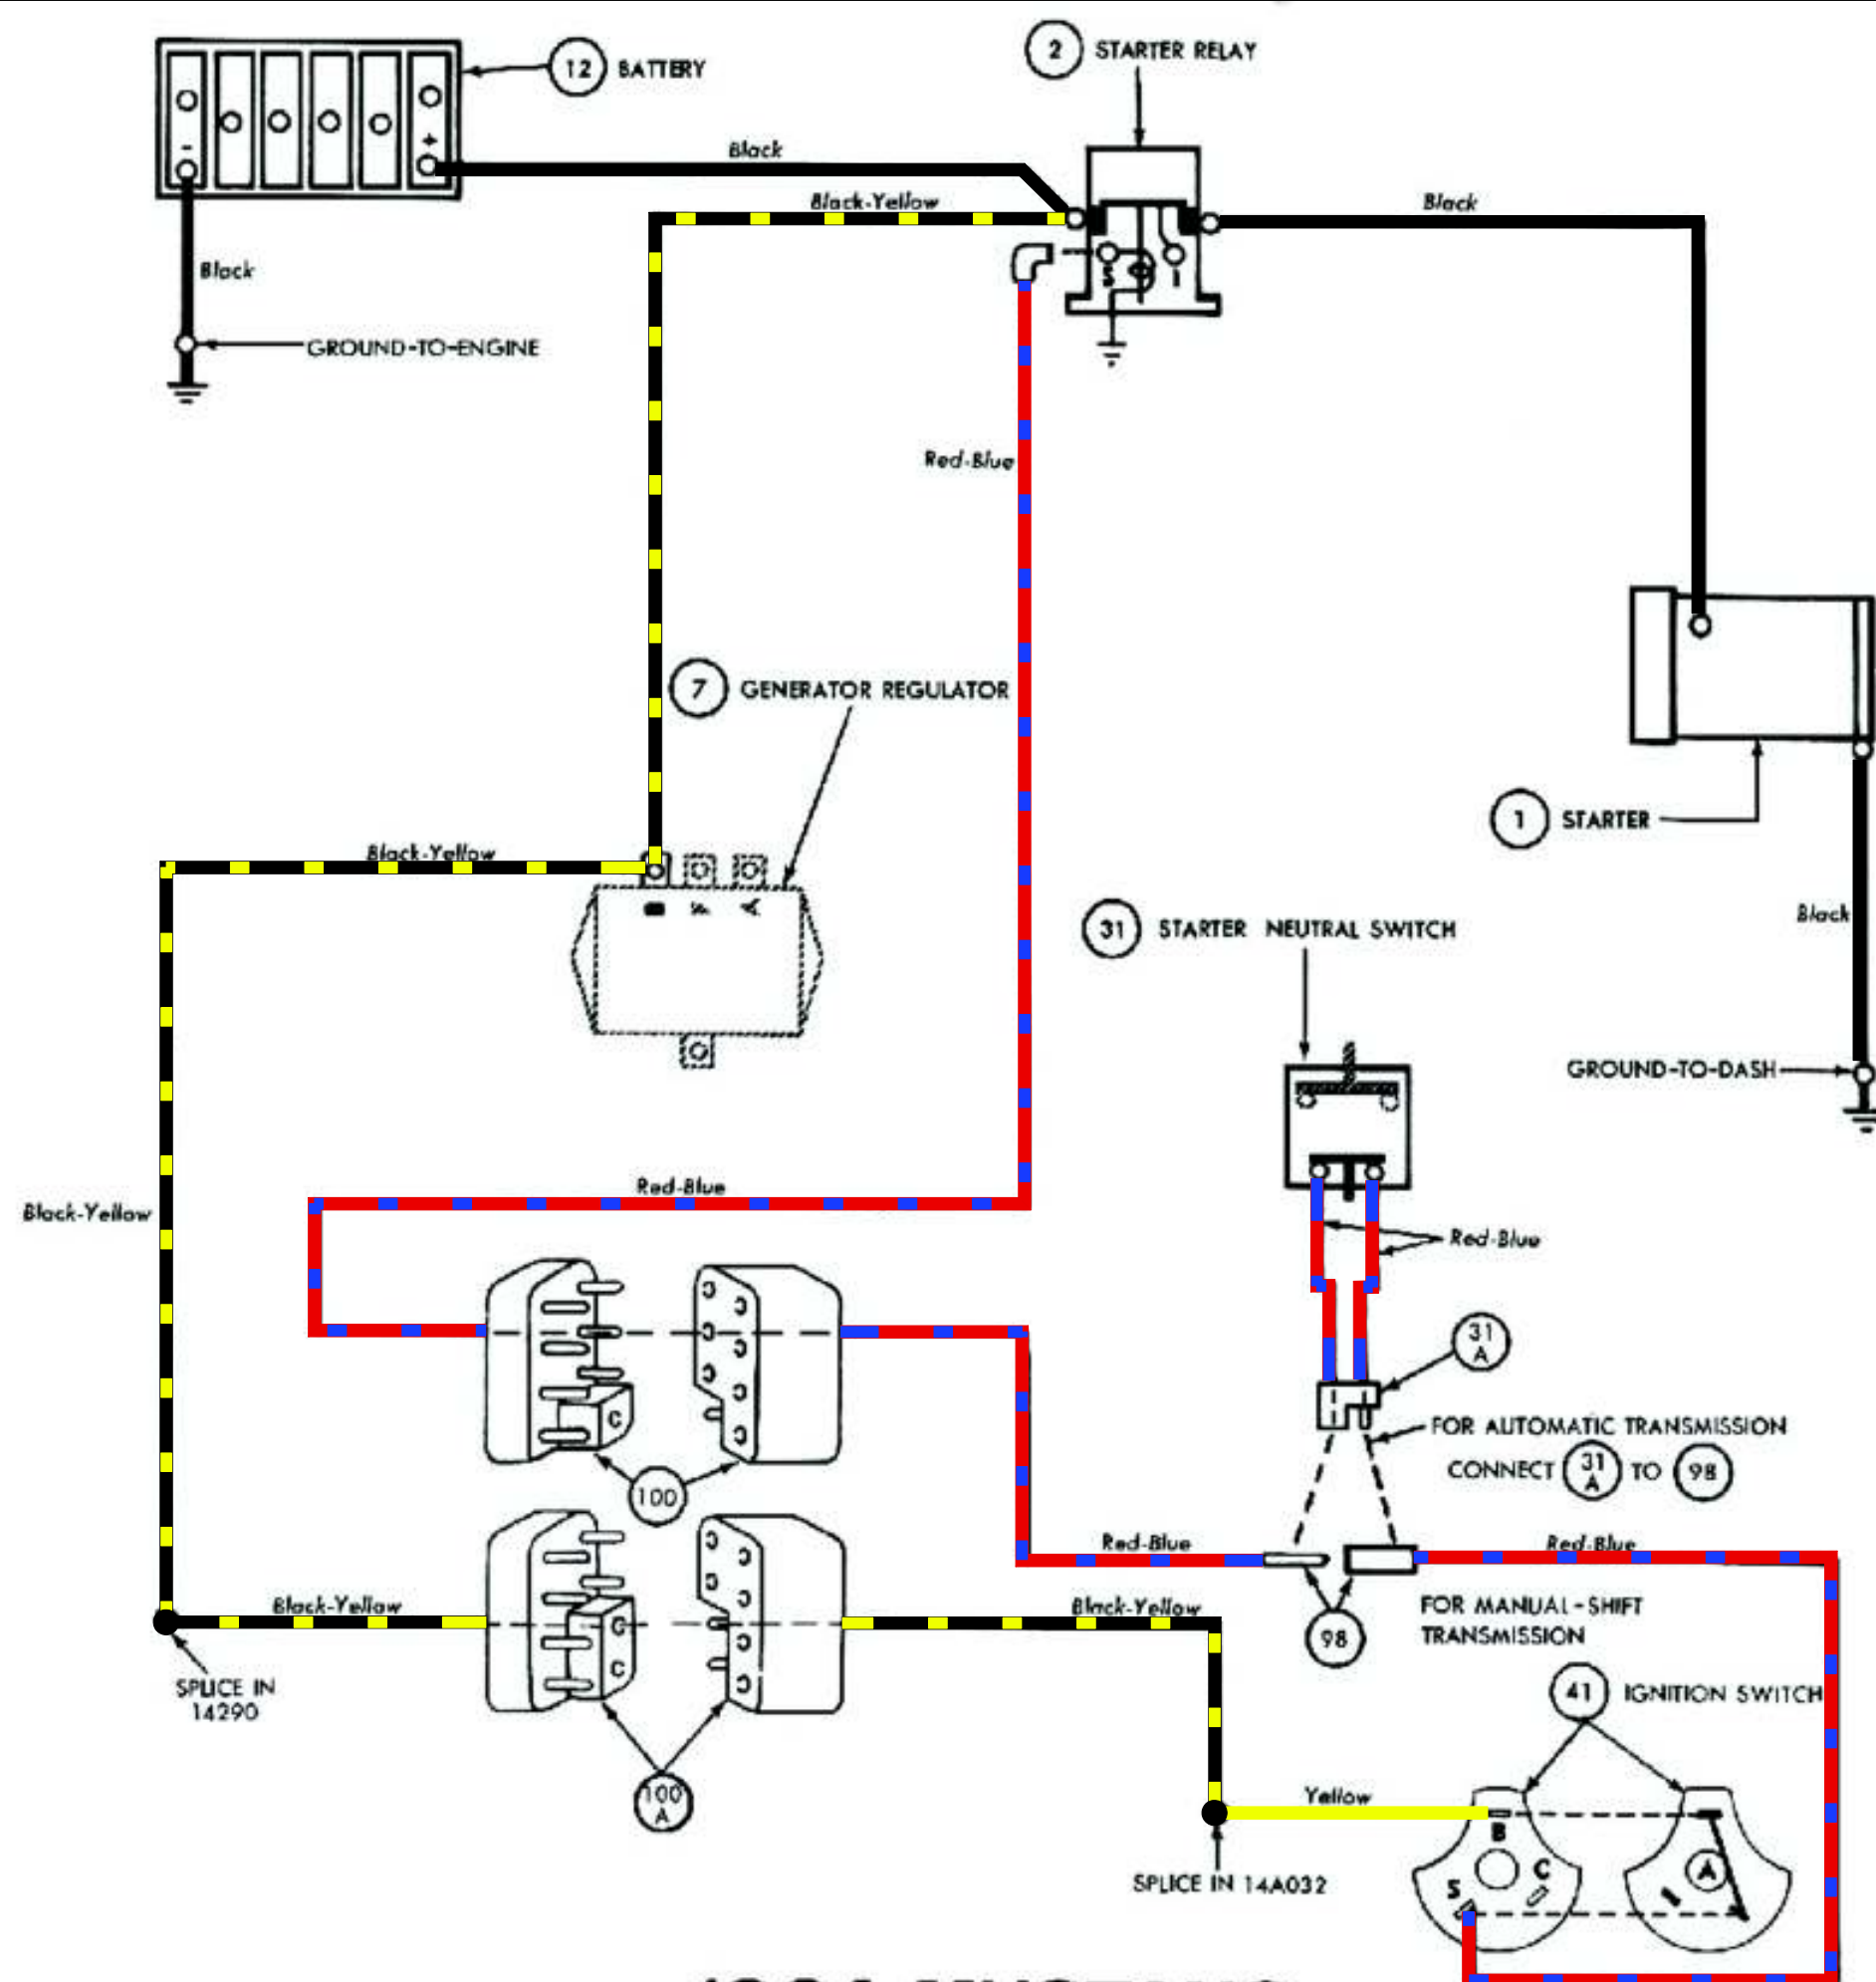 12 BATTERY
2 STARTER RELAY
Black
Black-Yellow
Black
-
+
Black
GROUND-TO-ENGINE
S
I
Red-Blue
7 GENERATOR REGULATOR
1 STARTER
Black-Yellow
F
A
31 STARTER NEUTRAL SWITCH
Black
GROUND-TO-DASH
Red-Blue
Black-Yellow
Red-Blue
31
A
C
FOR AUTOMATIC TRANSMISSION
CONNECT 31 A TO 98
100
Red-Blue
Red-Blue
Black-Yellow
Black-Yellow
FOR MANUAL-SHIFT
TRANSMISSION
98
C
C
SPLICE IN
14290
41 IGNITION SWITCH
100
A
Yellow
B
C
A
S
SPLICE IN 14A032